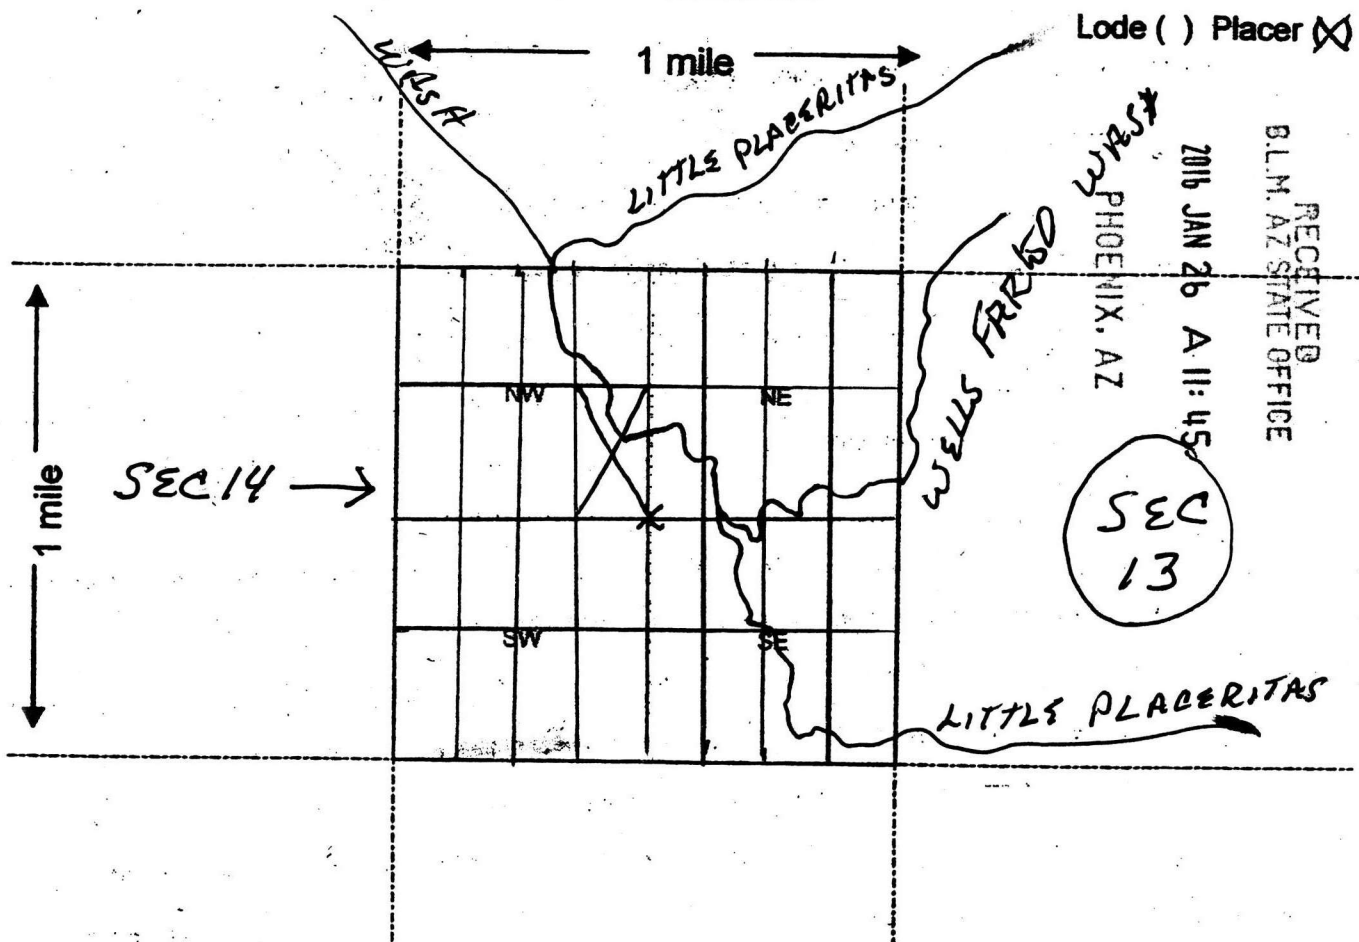 Lode ( ) Placer (X)
1 mile
WASH
LITTLE PLACERITAS
WELLS FARGO WASH
RECEIVED
B.L.M. AZ STATE OFFICE
2016 JAN 26 A 11:45
PHOENIX, AZ
NW
NE
SEC 14
1 mile
SEC
13
SW
SE
LITTLE PLACERITAS